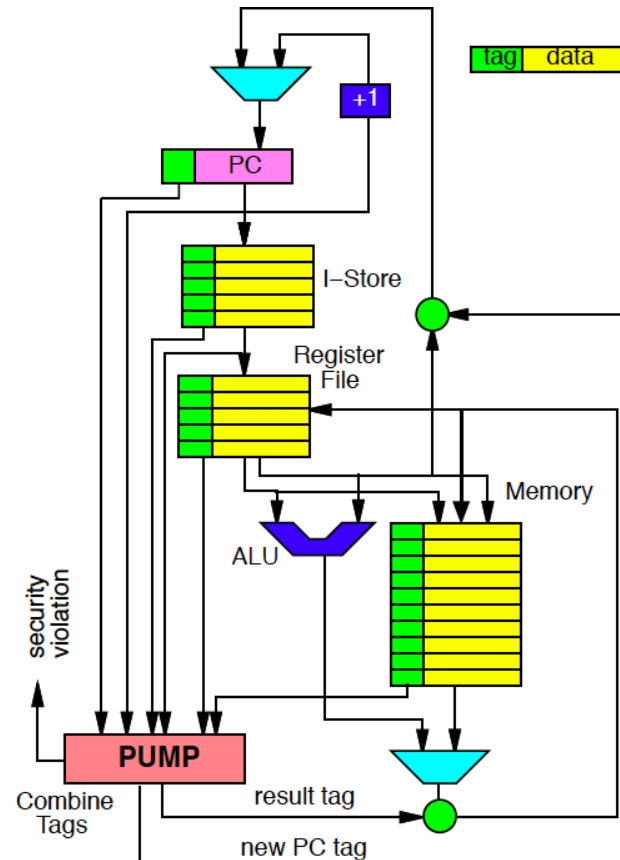 tag data
+1
PC
I-Store
Register
File
Memory
ALU
security
violation
PUMP
Combine
Tags
result tag
new PC tag